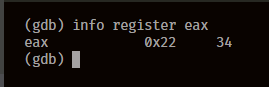 (gdb) info register eax
eax            0x22     34
(gdb)